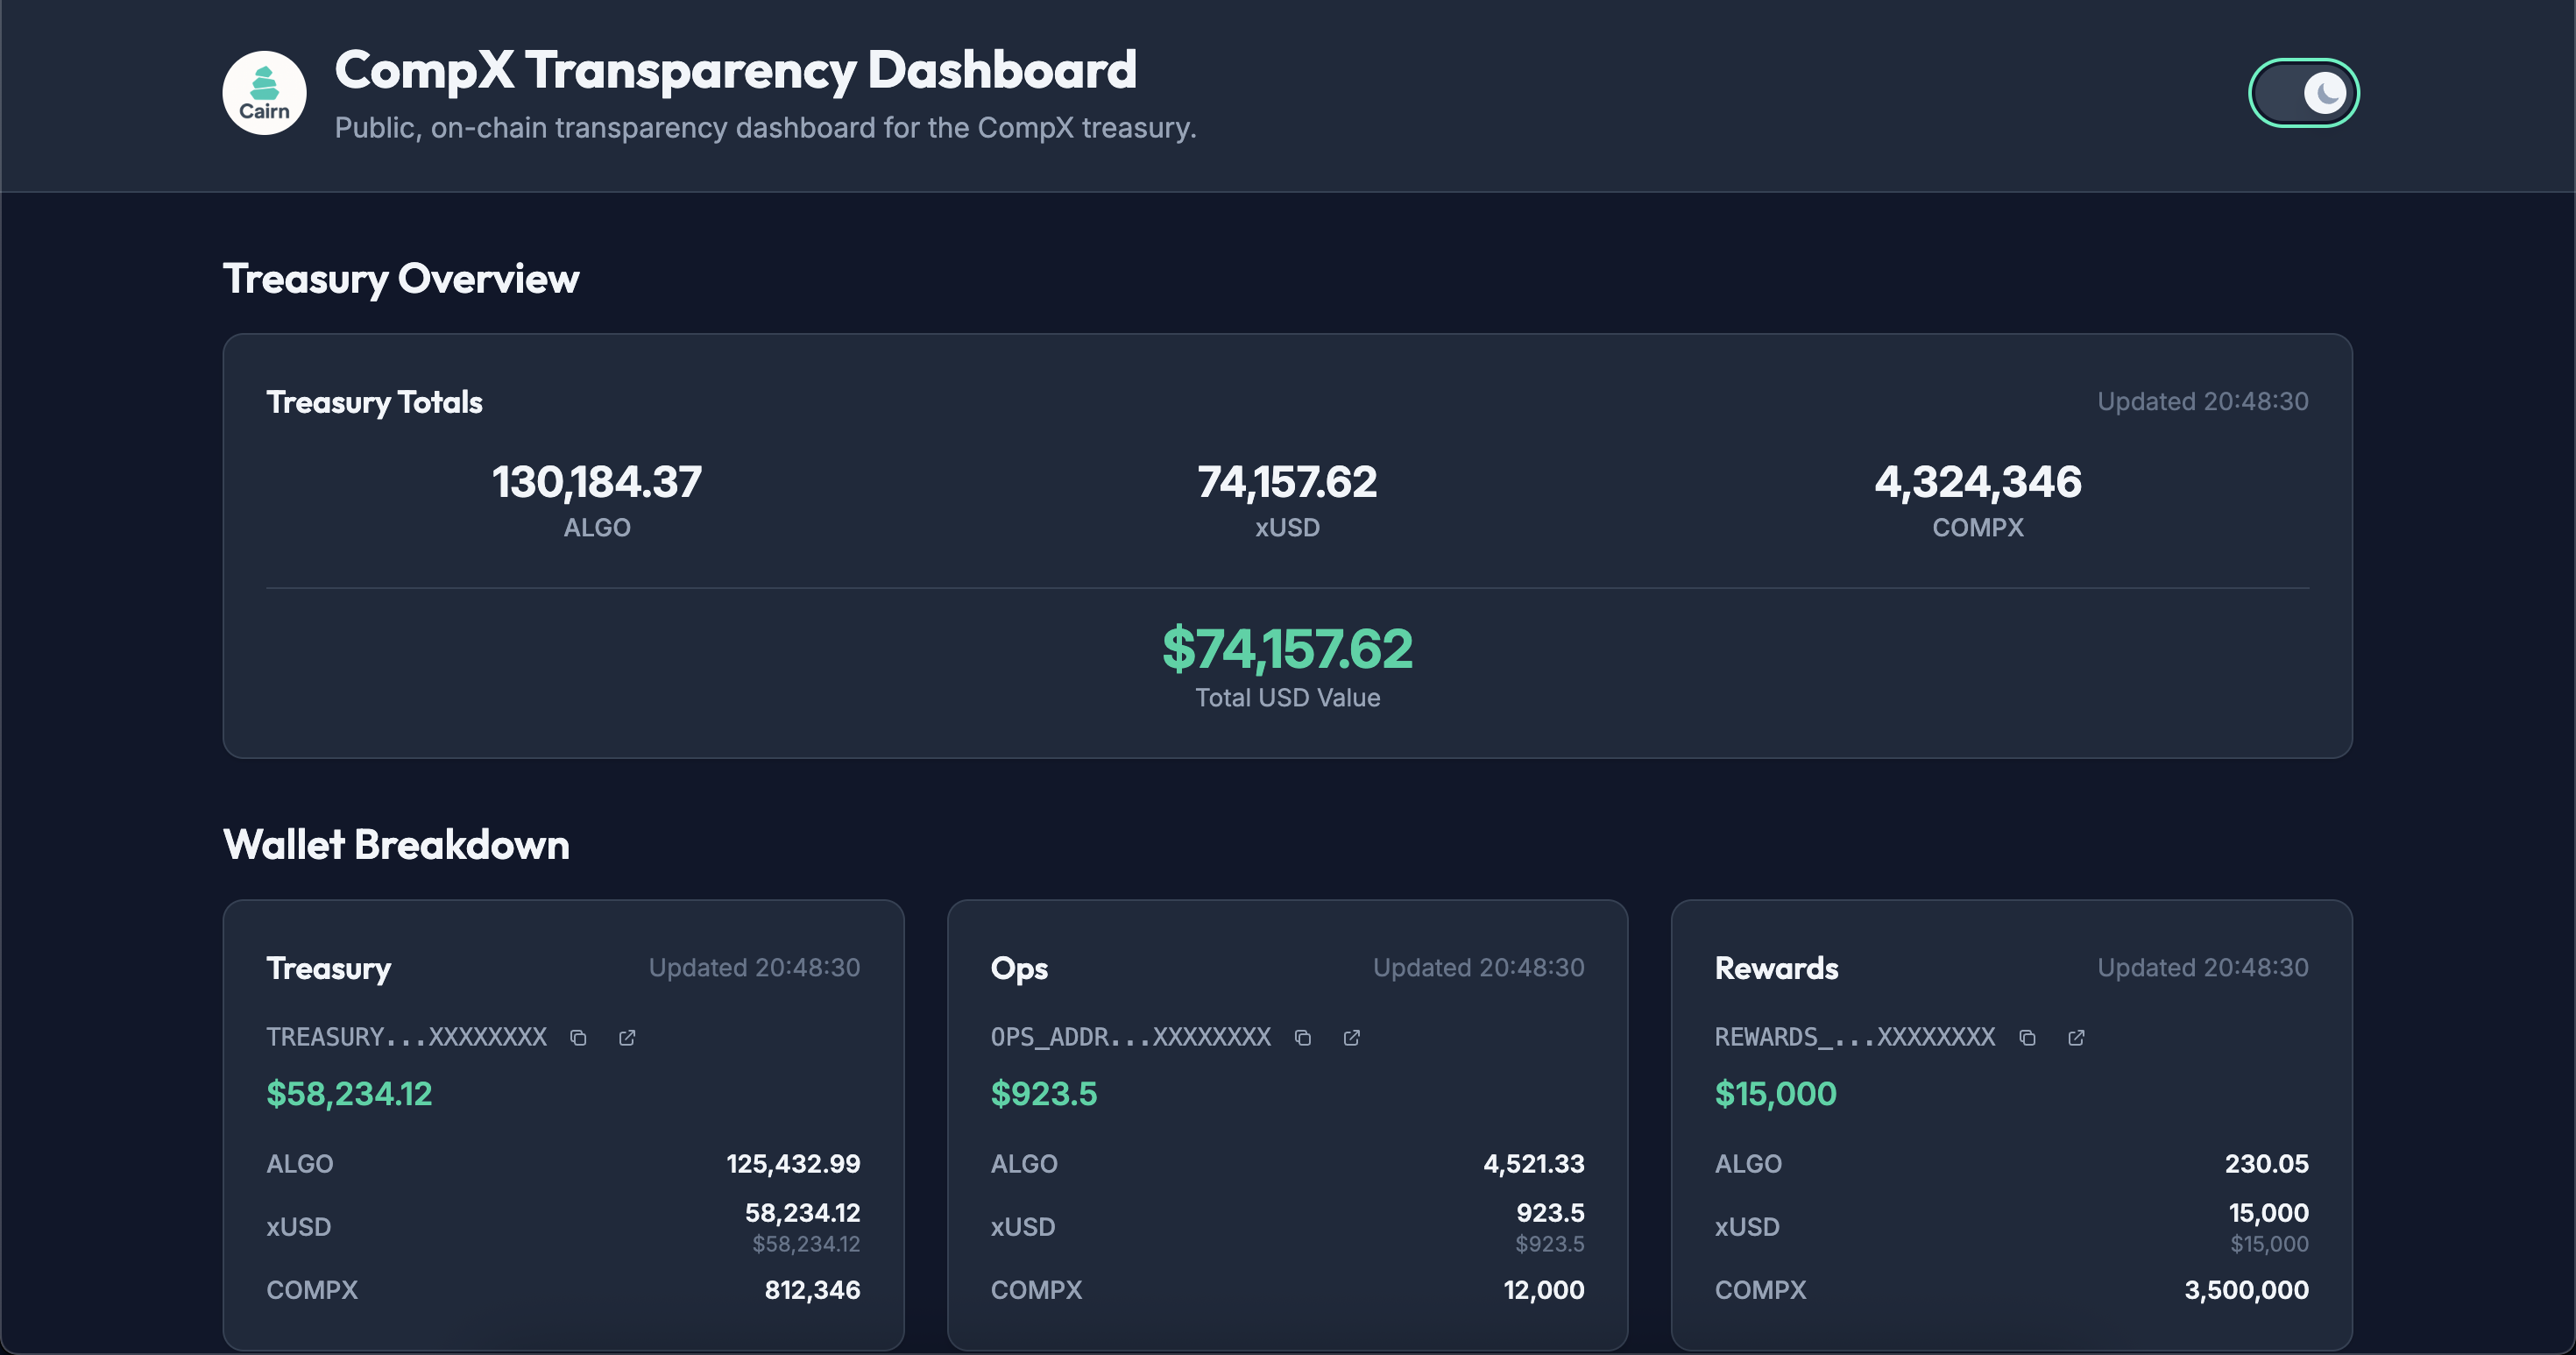 Cairn
CompX Transparency Dashboard
Public, on-chain transparency dashboard for the CompX treasury.
Treasury Overview
Treasury Totals
Updated 20:48:30
130,184.37
ALGO
74,157.62
xUSD
4,324,346
COMPX
$74,157.62
Total USD Value
Wallet Breakdown
Treasury
Updated 20:48:30
TREASURY...XXXXXXXX
$58,234.12
ALGO 125,432.99
xUSD 58,234.12
$58,234.12
COMPX 812,346
Ops
Updated 20:48:30
OPS_ADDR...XXXXXXXX
$923.5
ALGO 4,521.33
xUSD 923.5
$923.5
COMPX 12,000
Rewards
Updated 20:48:30
REWARDS_...XXXXXXXX
$15,000
ALGO 230.05
xUSD 15,000
$15,000
COMPX 3,500,000